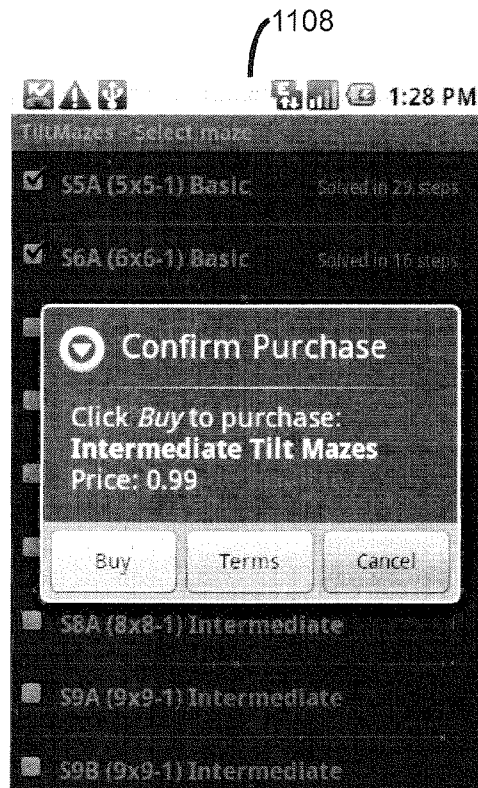 1108
1:28 PM
TiltMazes - Select maze
S5A (5x5-1) Basic Solved in 29 steps
S6A (6x6-1) Basic Solved in 16 steps
Confirm Purchase
Click Buy to purchase:
Intermediate Tilt Mazes
Price: 0.99
Buy Terms Cancel
S8A (8x8-1) Intermediate
S9A (9x9-1) Intermediate
S9B (9x9-1) Intermediate